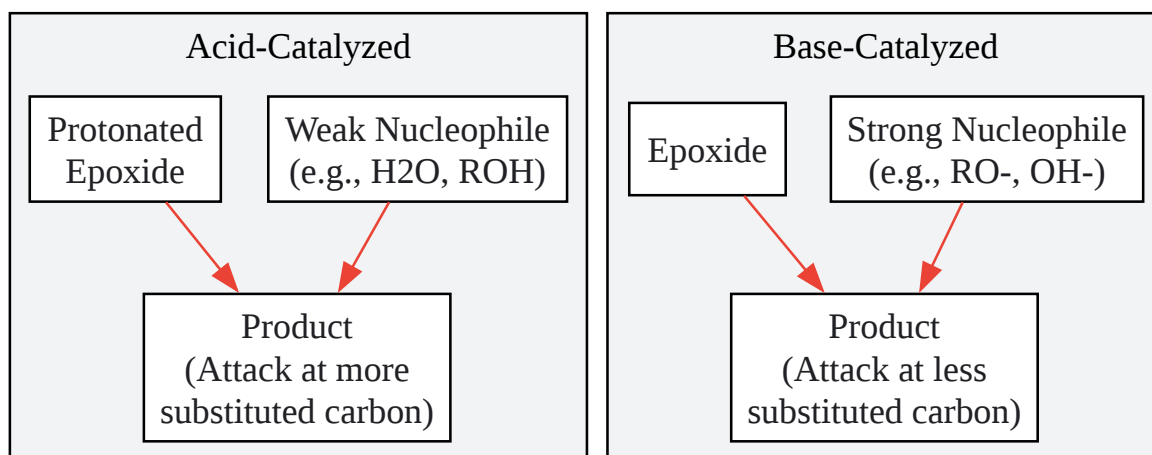 Acid-Catalyzed
Protonated
Epoxide
Weak Nucleophile
(e.g., H2O, ROH)
Product
(Attack at more
substituted carbon)
Base-Catalyzed
Epoxide
Strong Nucleophile
(e.g., RO-, OH-)
Product
(Attack at less
substituted carbon)